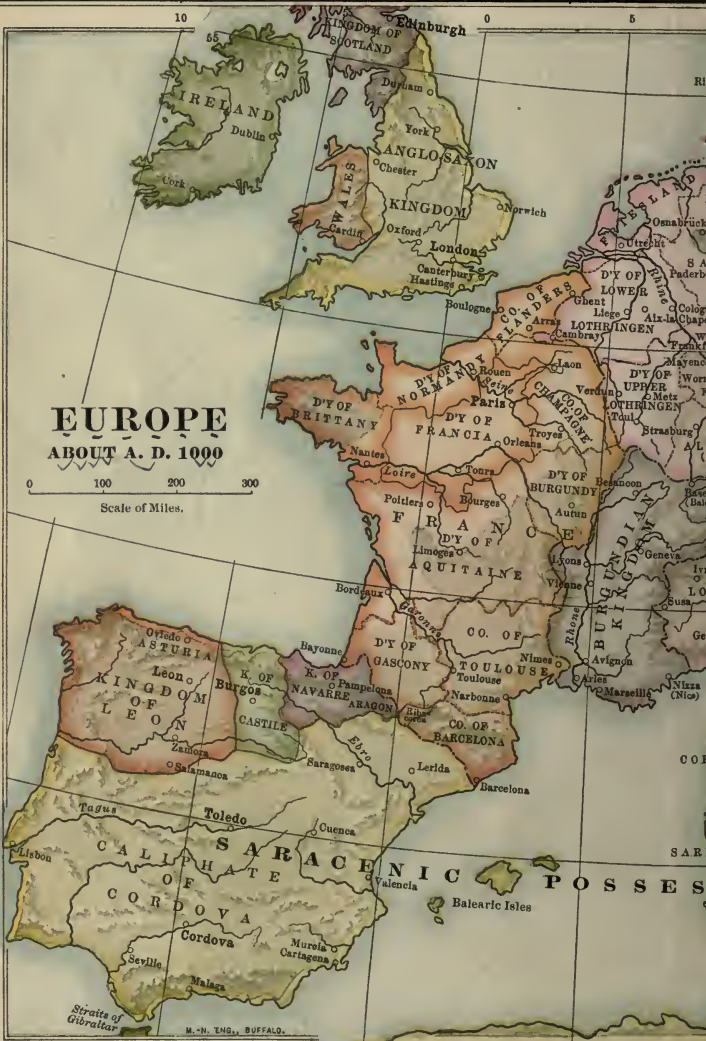 10
0
5
55
Edinburgh
KINGDOM OF
SCOTLAND
IRELAND
Dublin
Cork
Durham
York
ANGLO-SAXON
Chester
KINGDOM
WALES
Cardiff
Oxford
Norwich
London
Canterbury
Hastings
FRIESLAND
Osnabrück
Utrecht
Rhine
D'Y OF
LOWER
LOTHRINGEN
Liege
Ghent
Boulogne
CO. OF
FLANDERS
Arras
Cambray
D'Y OF
NORMANDY
Rouen
Seine
Laon
Paris
CO. OF
CHAMPAGNE
Troyes
Verdun
D'Y OF
UPPER
LOTHRINGEN
Metz
Toul
Strasburg
EUROPE
ABOUT A. D. 1000
0 100 200 300
Scale of Miles.
D'Y OF
BRITTANY
D'Y OF
FRANCIA
Orleans
Nantes
Loire
Tours
D'Y OF
BURGUNDY
Autun
Besancon
Poitiers
Bourges
FRANCE
D'Y OF
Limoges
AQUITAINE
Lyons
Vienne
BURGUNDIAN
KINGDOM
Geneva
Susa
Rhone
Bordeaux
Garonne
CO. OF
TOULOUSE
D'Y OF
GASCONY
Bayonne
Toulouse
Nimes
Avignon
Arles
Marseille
Nizza
(Nice)
Narbonne
Oviedo
ASTURIA
Leon
KINGDOM
OF
LEON
Zamora
Salamanca
K. OF
Burgos
CASTILE
K. OF
Pampelona
NAVARRE
ARAGON
CO. OF
BARCELONA
Barcelona
Ebro
Saragossa
Lerida
Tagus
Toledo
Cuenca
Lisbon
SARACENIC POSSES
CALIPHATE
OF
CORDOVA
Valencia
Balearic Isles
Cordova
Seville
Murcia
Cartagena
Malaga
Straits of
Gibraltar
M.-N. ENG., BUFFALO.